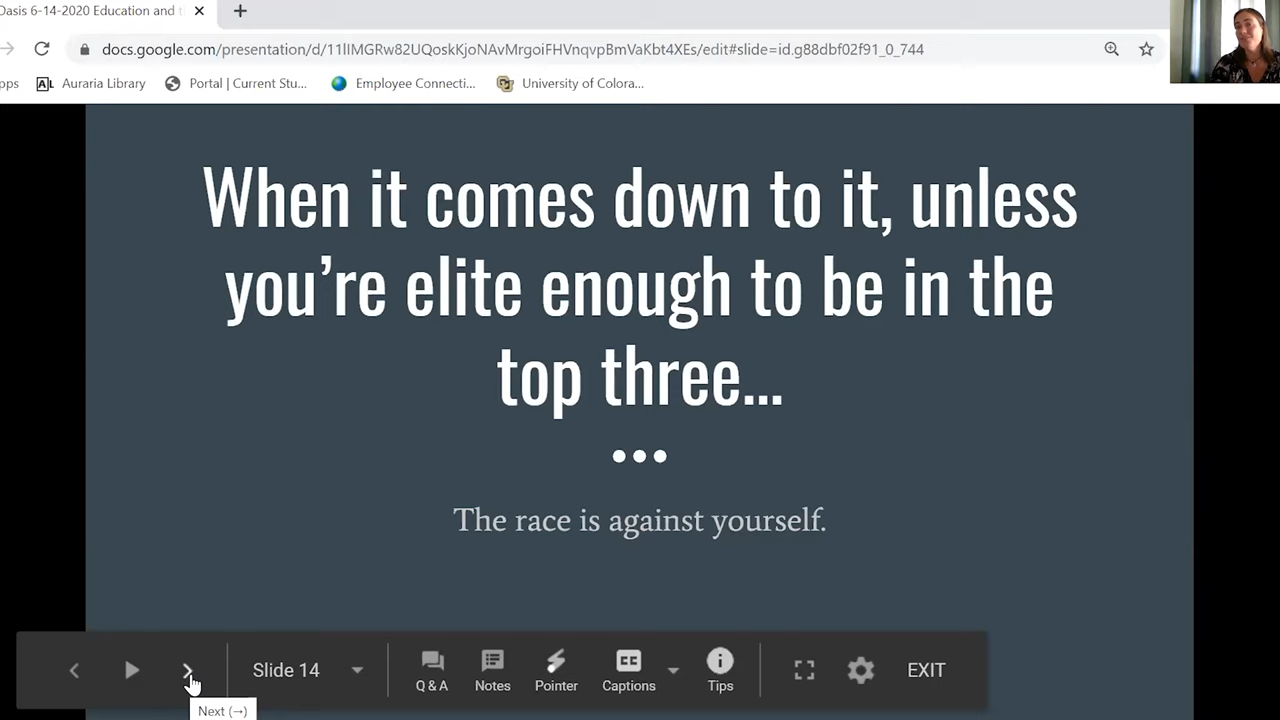 Oasis 6-14-2020 Education and
docs.google.com/presentation/d/11lIMGRw82UQoskKjoNAvMrgoiFHVnqvpBmVaKbt4XEs/edit#slide=id.g88dbf02f91_0_744
pps Auraria Library Portal | Current Stu... Employee Connecti... University of Colora...
When it comes down to it, unless
you’re elite enough to be in the
top three...
The race is against yourself.
Slide 14 Q & A Notes Pointer CC Captions Tips EXIT
Next (→)